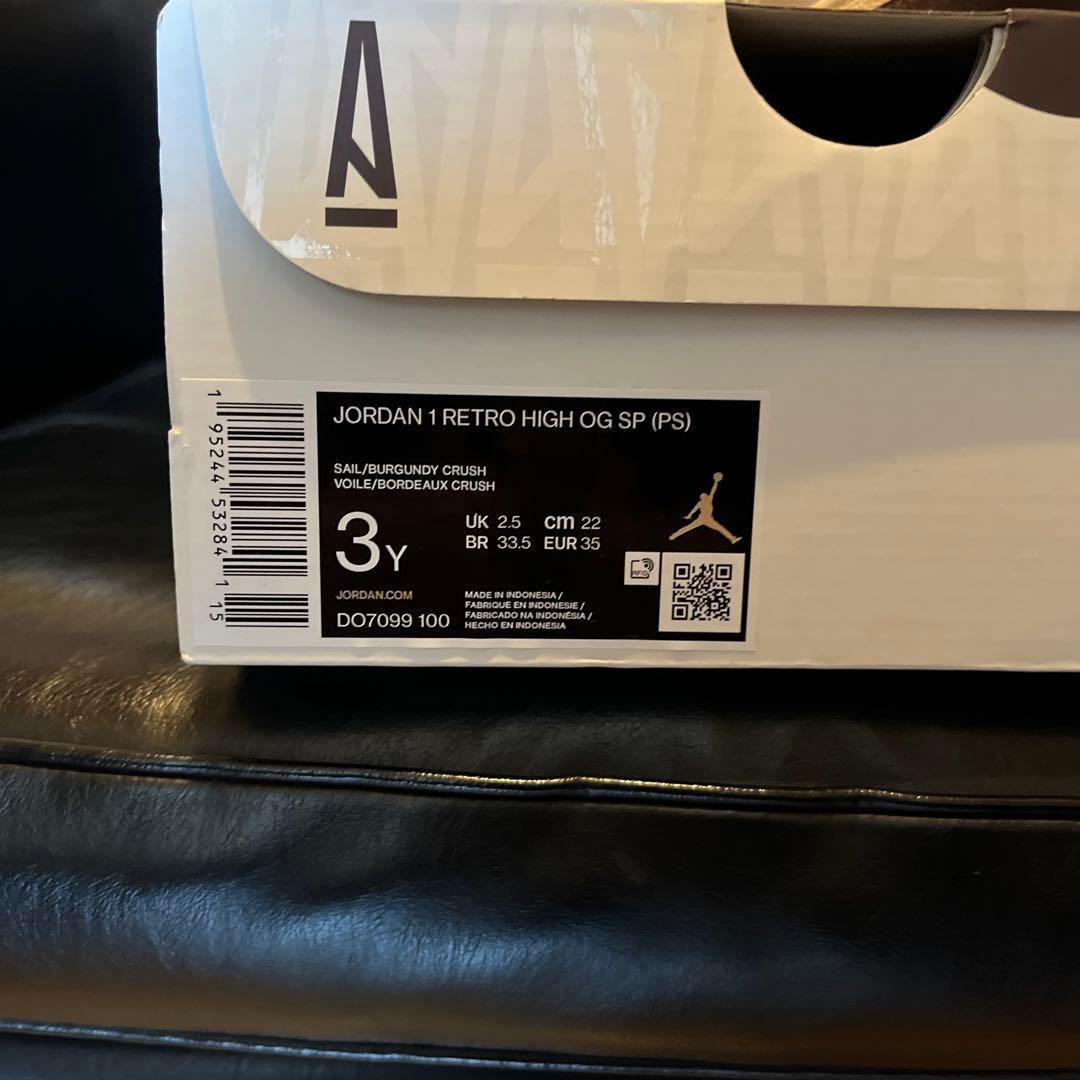 JORDAN 1 RETRO HIGH OG SP (PS)
SAIL/BURGUNDY CRUSH
VOILE/BORDEAUX CRUSH
3Y
UK 2.5 cm 22
BR 33.5 EUR 35
JORDAN.COM
DO7099 100
MADE IN INDONESIA /
FABRIQUE EN INDONESIE /
FABRICADO NA INDONÉSIA /
HECHO EN INDONESIA
RFID
1 95244 53284 1 15